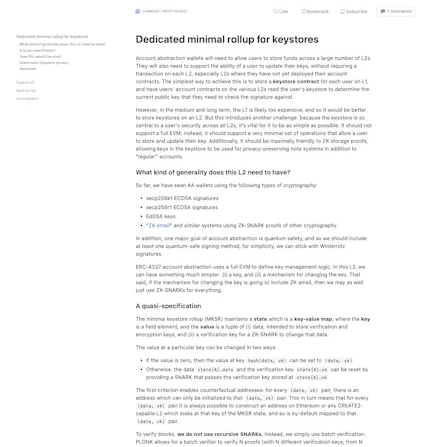 CHANGED 7 MONTHS AGO
Like
Bookmark
Subscribe
7 comments
Dedicated minimal rollup for keystores
What kind of generality does this L2 need to have?
A quasi-specification
How this would be used
Extension: keystore privacy
Rationale
Expand all
Back to top
Go to bottom
Dedicated minimal rollup for keystores
Account abstraction wallets will need to allow users to store funds across a large number of L2s.
They will also need to support the ability of a user to update their keys, without requiring a
transaction on each L2, especially L2s where they have not yet deployed their account
contracts. The simplest way to achieve this is to store a keystore contract for each user on L1,
and have users' account contracts on the various L2s read the user's keystore to determine the
current public key that they need to check the signature against.
However, in the medium and long term, the L1 is likely too expensive, and so it would be better
to store keystores on an L2. But this introduces another challenge: because the keystore is so
central to a user's security across all L2s, it's vital for it to be as simple as possible. It should not
support a full EVM; instead, it should support a very minimal set of operations that allow a user
to store and update their key. Additionally, it should be maximally friendly to ZK storage proofs,
allowing keys in the keystore to be used for privacy-preserving note systems in addition to
"regular" accounts.
What kind of generality does this L2 need to have?
So far, we have seen AA wallets using the following types of cryptography:
• secp256k1 ECDSA signatures
• secp256r1 ECDSA signatures
• EdDSA keys
• "ZK email" and similar systems using ZK-SNARK proofs of other cryptography
In addition, one major goal of account abstraction is quantum safety, and so we should include
at least one quantum-safe signing method; for simplicity, we can stick with Winternitz
signatures.
ERC-4337 account abstraction uses a full EVM to define key management logic. In this L2, we
can have something much simpler: (i) a key, and (ii) a mechanism for changing the key. That
said, if the mechanism for changing the key is going to include ZK email, then we may as well
just use ZK-SNARKs for everything.
A quasi-specification
The minimal keystore rollup (MKSR) maintains a state which is a key-value map, where the key
is a field element, and the value is a tuple of (i) data, intended to store verification and
encryption keys, and (ii) a verification key for a ZK-SNARK to change that data.
The value at a particular key can be changed in two ways:
• If the value is zero, then the value at key hash(data, vk) can be set to (data, vk)
• Otherwise, the data state[A].data and the verification key state[A].vk can be reset by
providing a SNARK that passes the verification key stored at state[A].vk
The first criterion enables counterfactual addresses: for every (data, vk) pair, there is an
address which can only be initialized to that (data, vk) pair. This in turn means that for every
(data, vk) pair it is always possible to construct an address on Ethereum or any CREATE2-
capable L2 which looks at that key of the MKSR state, and so is by-default mapped to that
(data, vk) pair.
To verify blocks, we do not use recursive SNARKs. Instead, we simply use batch verification.
PLONK allows for a batch verifier to verify N proofs (with N different verification keys, from N